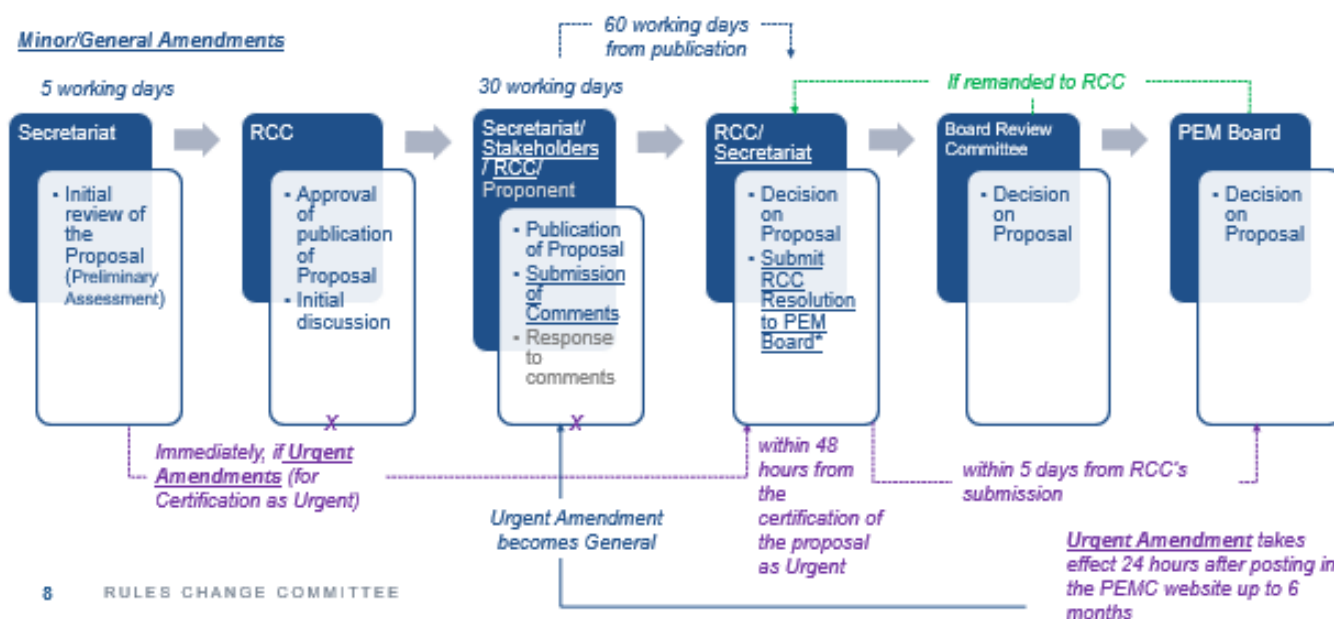 Minor/General Amendments
60 working days
from publication
5 working days
30 working days
If remanded to RCC
Secretariat
▪ Initial
review of
the
Proposal
(Preliminary
Assessment)
RCC
▪ Approval
of
publication
of
Proposal
▪ Initial
discussion
Secretariat/
Stakeholders
/ RCC/
Proponent
▪ Publication
of Proposal
▪ Submission
of
Comments
▪ Response
to
comments
RCC/
Secretariat
▪ Decision
on
Proposal
▪ Submit
RCC
Resolution
to PEM
Board*
Board Review
Committee
▪ Decision
on
Proposal
PEM Board
▪ Decision
on
Proposal
X
X
Immediately, if Urgent
Amendments (for
Certification as Urgent)
Urgent Amendment
becomes General
within 48
hours from
the
certification of
the proposal
as Urgent
within 5 days from RCC's
submission
Urgent Amendment takes
effect 24 hours after posting in
the PEMC website up to 6
months
8 RULES CHANGE COMMITTEE